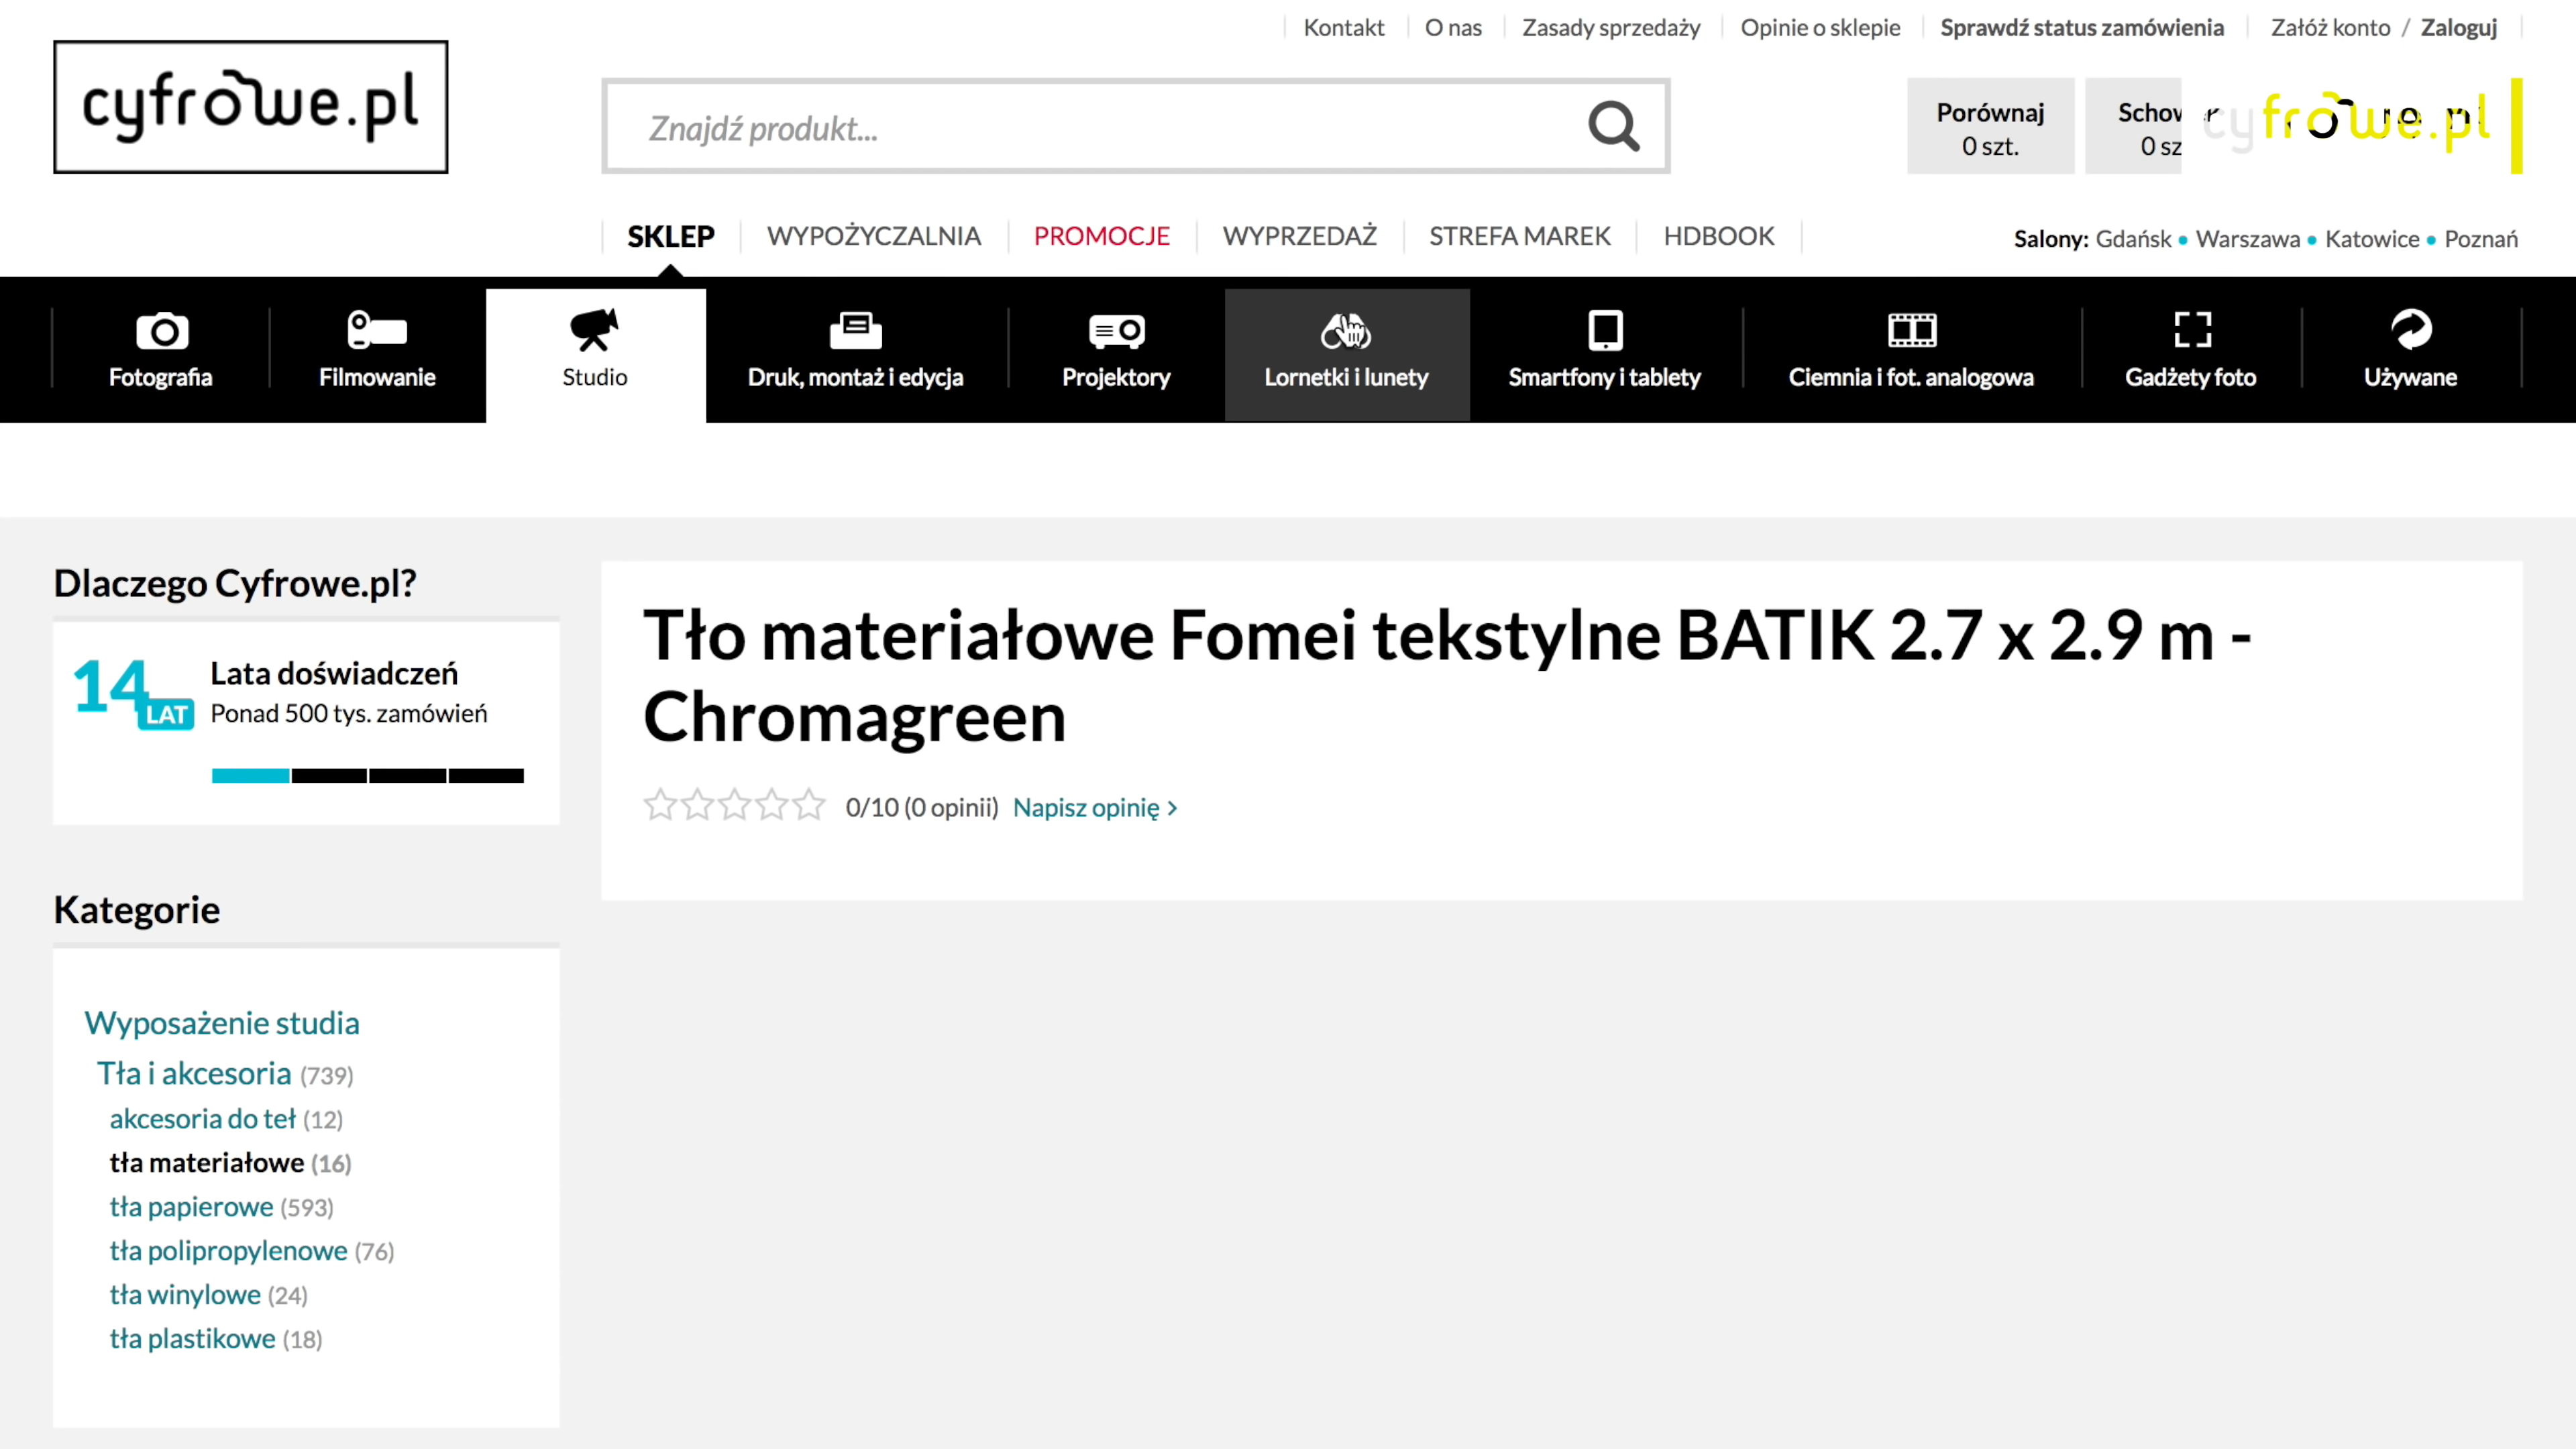 Kontakt O nas Zasady sprzedaży Opinie o sklepie Sprawdź status zamówienia Załóż konto / Zaloguj
cyfrowe.pl
Znajdź produkt...
Porównaj
0 szt.
cyfrowe.pl
SKLEP WYPOŻYCZALNIA PROMOCJE WYPRZEDAŻ STREFA MAREK HDBOOK
Salony: Gdańsk • Warszawa • Katowice • Poznań
Fotografia Filmowanie Studio Druk, montaż i edycja Projektory Lornetki i lunety Smartfony i tablety Ciemnia i fot. analogowa Gadżety foto Używane
Dlaczego Cyfrowe.pl?
14 LAT
Lata doświadczeń
Ponad 500 tys. zamówień
Tło materiałowe Fomei tekstylne BATIK 2.7 x 2.9 m -
Chromagreen
0/10 (0 opinii) Napisz opinię >
Kategorie
Wyposażenie studia
Tła i akcesoria (739)
akcesoria do teł (12)
tła materiałowe (16)
tła papierowe (593)
tła polipropylenowe (76)
tła winylowe (24)
tła plastikowe (18)